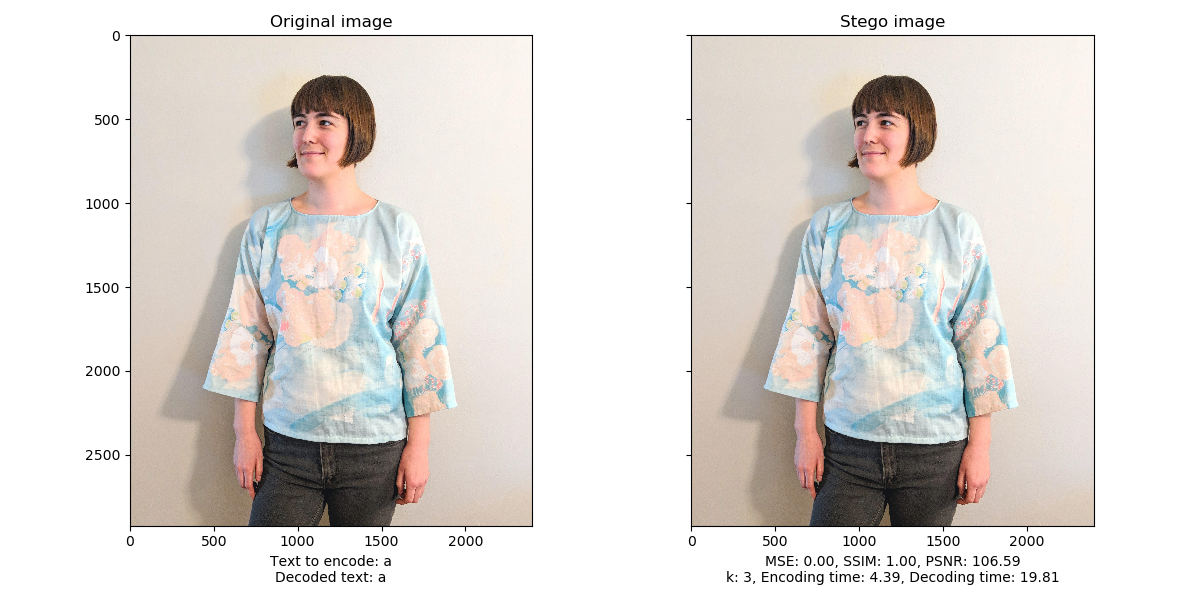 Original image
Stego image
0
500
1000
1500
2000
2500
0 500 1000 1500 2000
0 500 1000 1500 2000
Text to encode: a
Decoded text: a
MSE: 0.00, SSIM: 1.00, PSNR: 106.59
k: 3, Encoding time: 4.39, Decoding time: 19.81